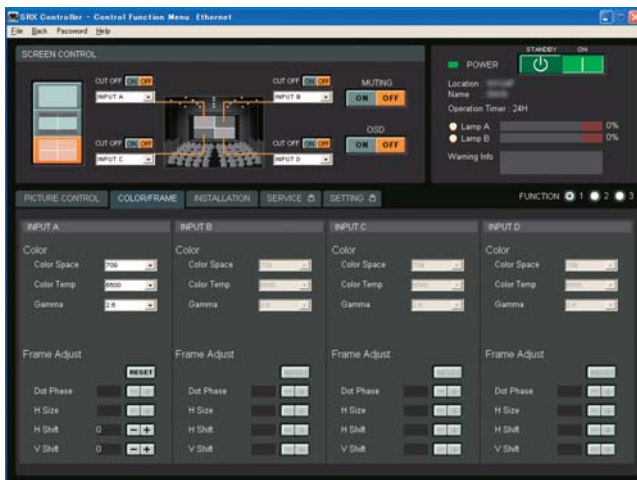 SRX Controller - Control Function Menu Ethernet
File Back Password Help
SCREEN CONTROL
CUT OFF ON OFF
INPUT A
CUT OFF ON OFF
INPUT B
CUT OFF ON OFF
INPUT C
CUT OFF ON OFF
INPUT D
MUTING
ON OFF
OSD
ON OFF
STANDBY ON
POWER
Location :
Name :
Operation Timer : 24H
Lamp A 0%
Lamp B 0%
Warning Info
PICTURE CONTROL COLOR/FRAME INSTALLATION SERVICE SETTING FUNCTION 1 2 3
INPUT A
Color
Color Space 709
Color Temp 6500
Gamma 2.6
Frame Adjust
RESET
Dot Phase - +
H Size - +
H Shift 0 - +
V Shift 0 - +
INPUT B
Color
Color Space
Color Temp
Gamma
Frame Adjust
RESET
Dot Phase - +
H Size - +
H Shift - +
V Shift - +
INPUT C
Color
Color Space
Color Temp
Gamma
Frame Adjust
RESET
Dot Phase - +
H Size - +
H Shift - +
V Shift - +
INPUT D
Color
Color Space
Color Temp
Gamma
Frame Adjust
RESET
Dot Phase - +
H Size - +
H Shift - +
V Shift - +